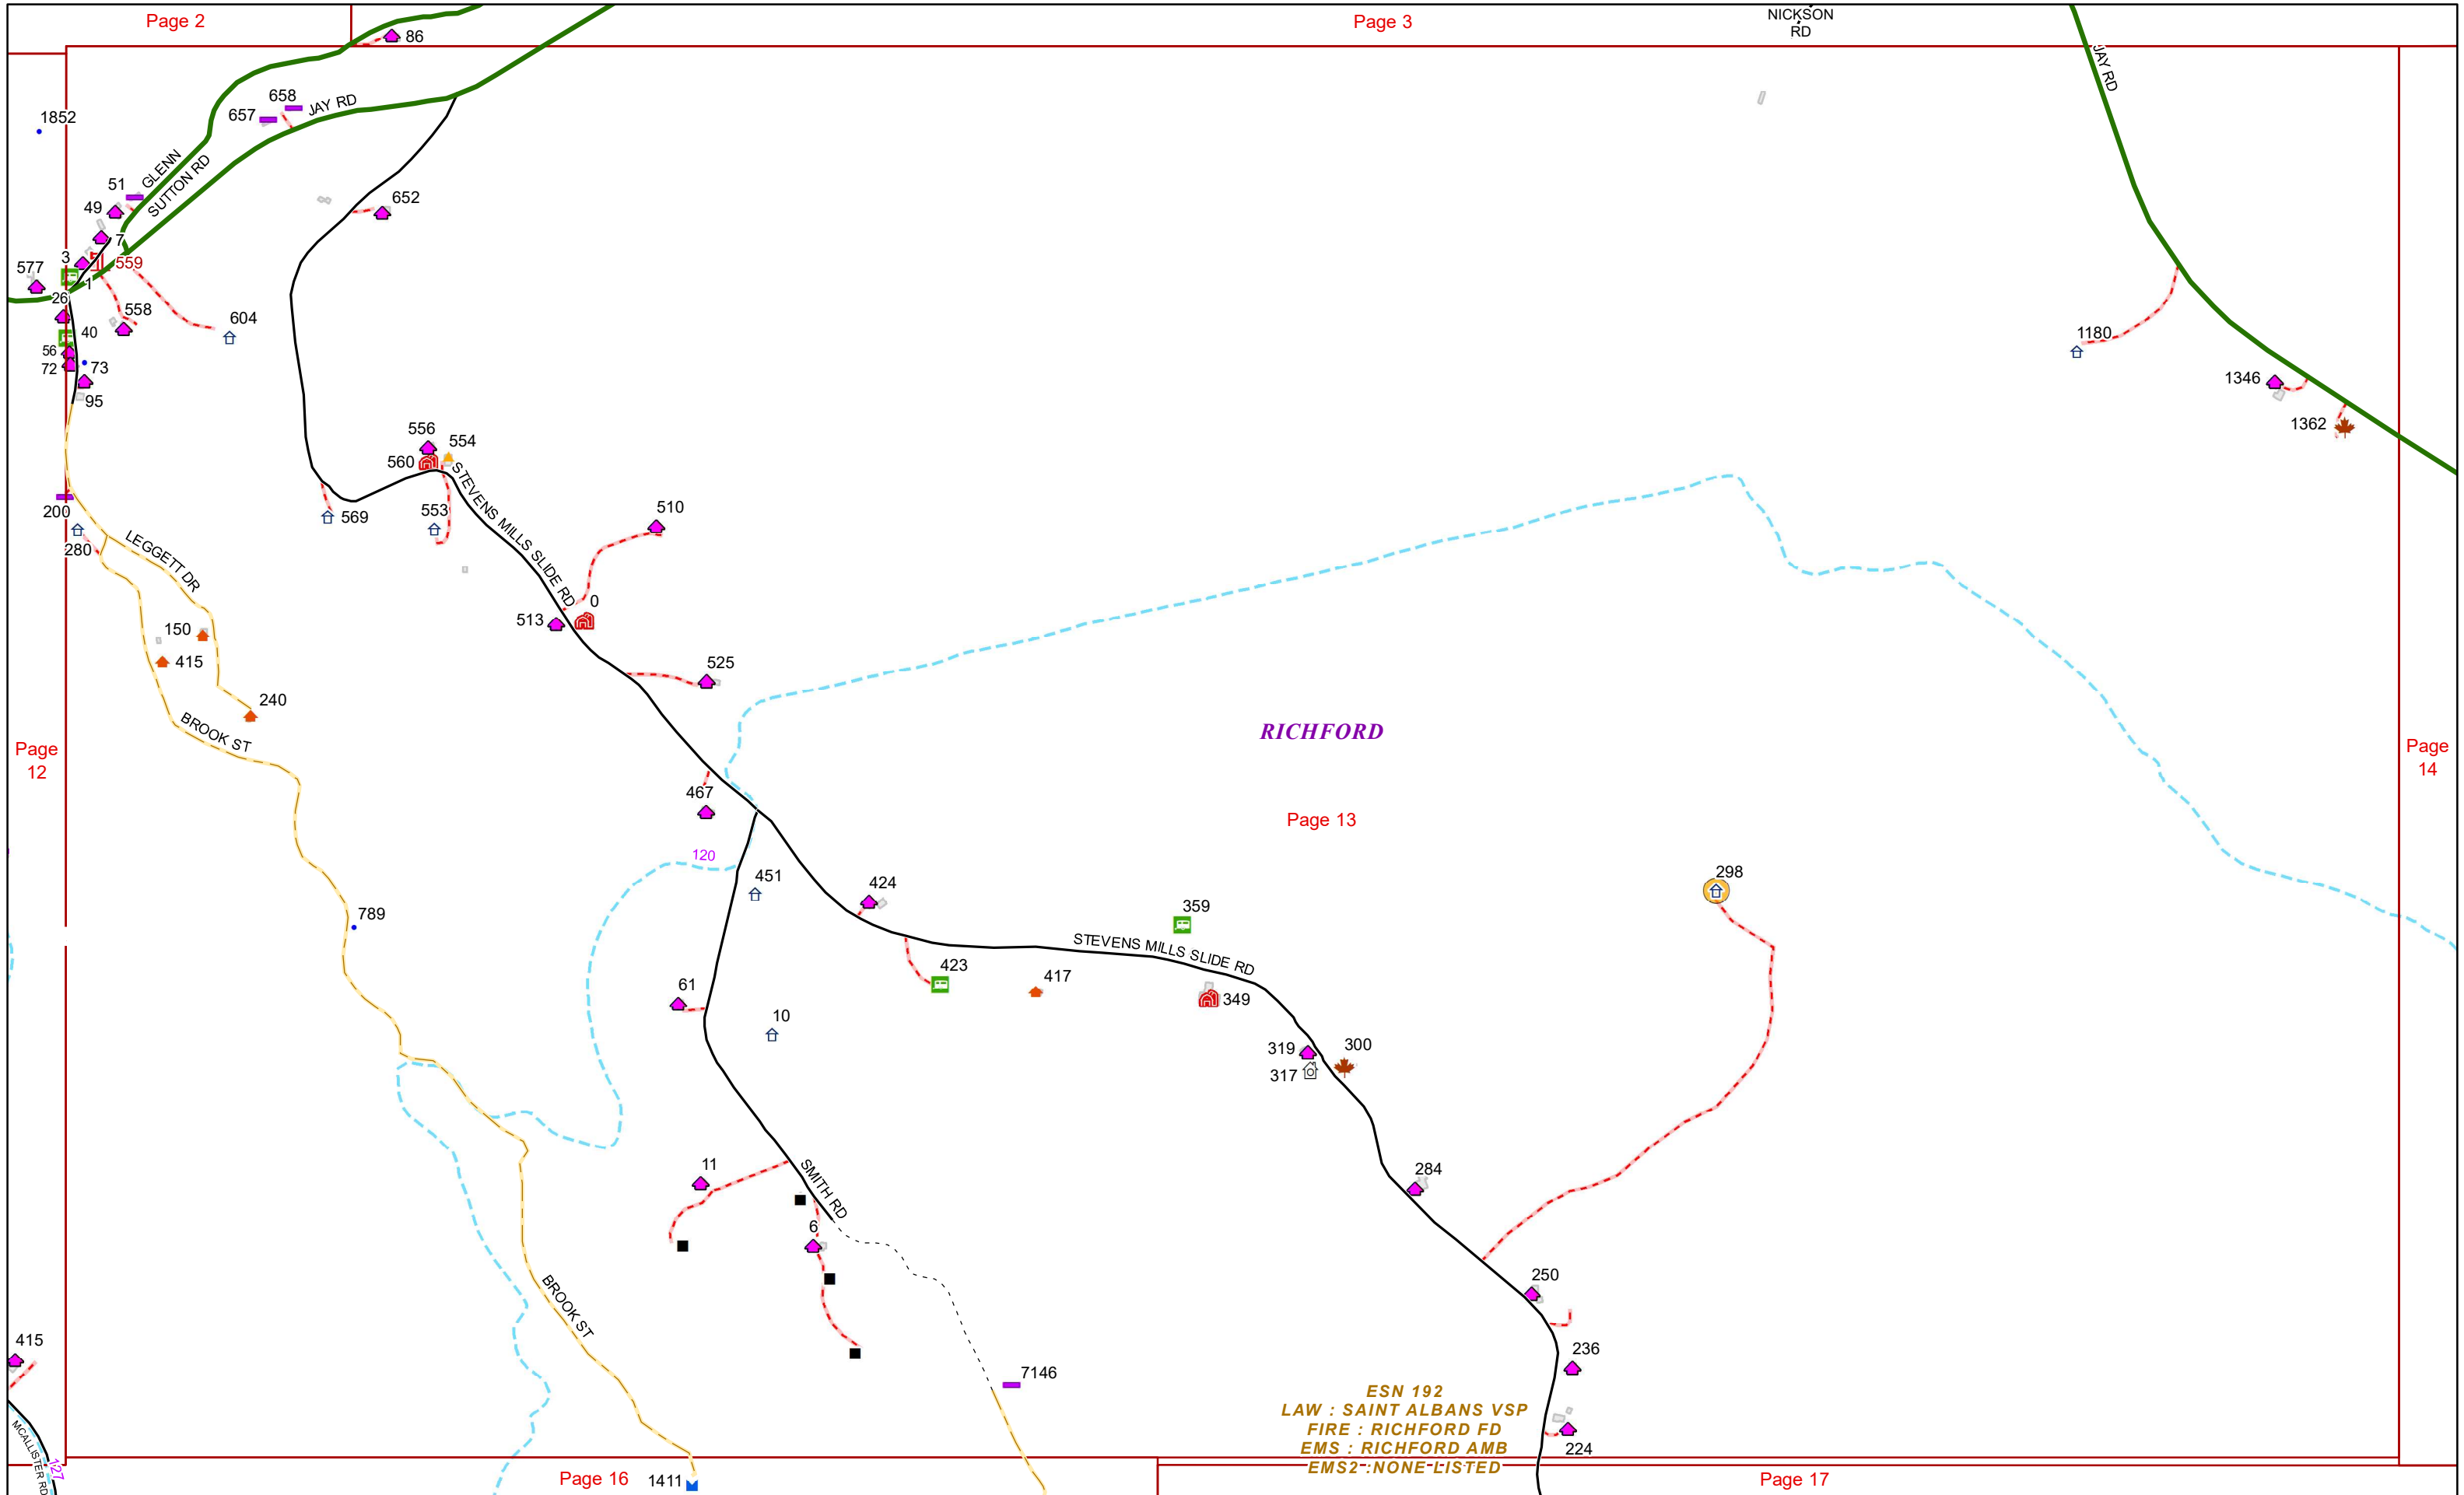 Page 2
Page 3
NICKSON
RD
86
JAY RD
658
657
JAY RD
1852
GLENN
SUTTON RD
51
49
652
7
3
559
577
1
26
558
604
40
56
72
73
95
1180
1346
1362
556
554
560
STEVENS MILLS SLIDE RD
510
200
569
553
280
LEGGETT DR
0
513
150
415
525
240
BROOK ST
RICHFORD
Page
12
Page
14
467
Page 13
120
451
424
298
789
359
STEVENS MILLS SLIDE RD
423
417
349
61
10
319
300
317
11
SMITH RD
284
6
250
BROOK ST
415
236
7146
ESN 192
LAW : SAINT ALBANS VSP
FIRE : RICHFORD FD
EMS : RICHFORD AMB
EMS2 :NONE LISTED
224
MCALLISTER RD
127
Page 16
1411
Page 17